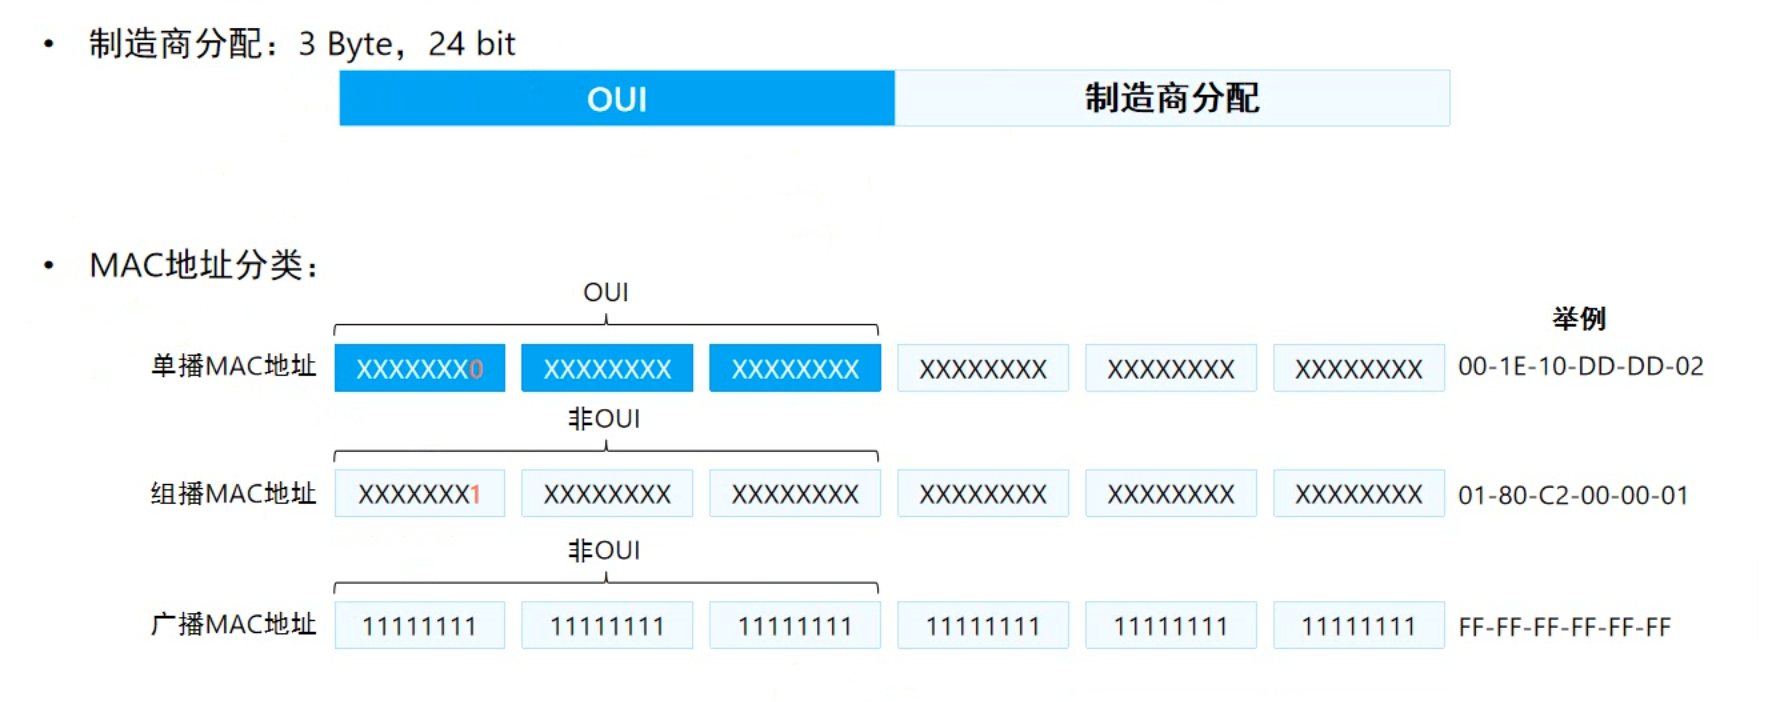 • 制造商分配：3 Byte，24 bit
OUI 制造商分配
• MAC地址分类：
OUI
举例
单播MAC地址 XXXXXXX0 XXXXXXXX XXXXXXXX XXXXXXXX XXXXXXXX XXXXXXXX 00-1E-10-DD-DD-02
非OUI
组播MAC地址 XXXXXXX1 XXXXXXXX XXXXXXXX XXXXXXXX XXXXXXXX XXXXXXXX 01-80-C2-00-00-01
非OUI
广播MAC地址 11111111 11111111 11111111 11111111 11111111 11111111 FF-FF-FF-FF-FF-FF